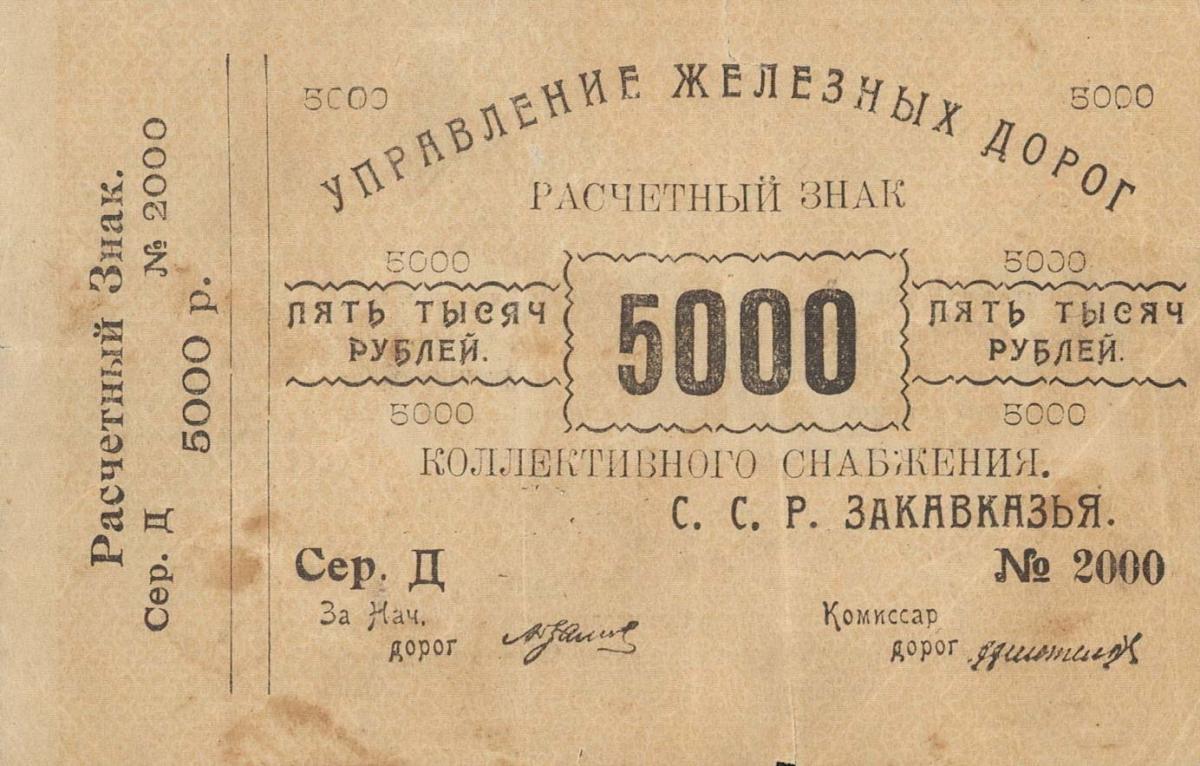 Расчетный Знак.
Сер. Д № 2000
5000 р.
5000 5000
УПРАВЛЕНИЕ ЖЕЛЕЗНЫХ ДОРОГ
РАСЧЕТНЫЙ ЗНАК
5000 5000
ПЯТЬ ТЫСЯЧ РУБЛЕЙ.
5000
ПЯТЬ ТЫСЯЧ РУБЛЕЙ.
5000 5000
КОЛЛЕКТИВНОГО СНАБЖЕНИЯ.
С. С. Р. ЗАКАВКАЗЬЯ.
Сер. Д № 2000
За Нач. дорог
Комиссар дорог